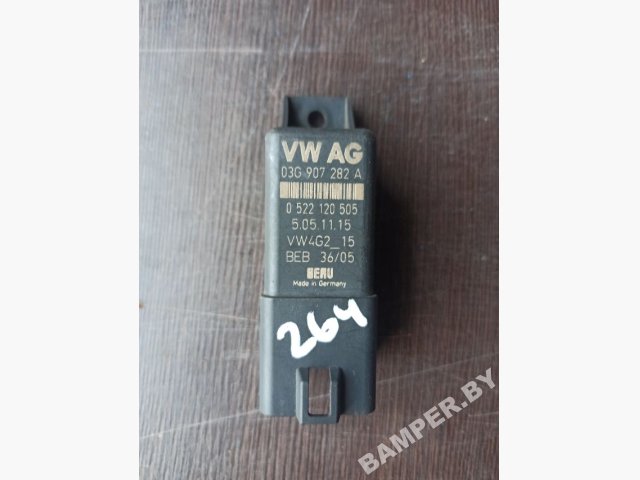 VW AG
03G 907 282 A
0 522 120 505
5.05.11.15
VW4G2_15
BEB 36/05
BERU
Made in Germany
264
BAMPER.BY